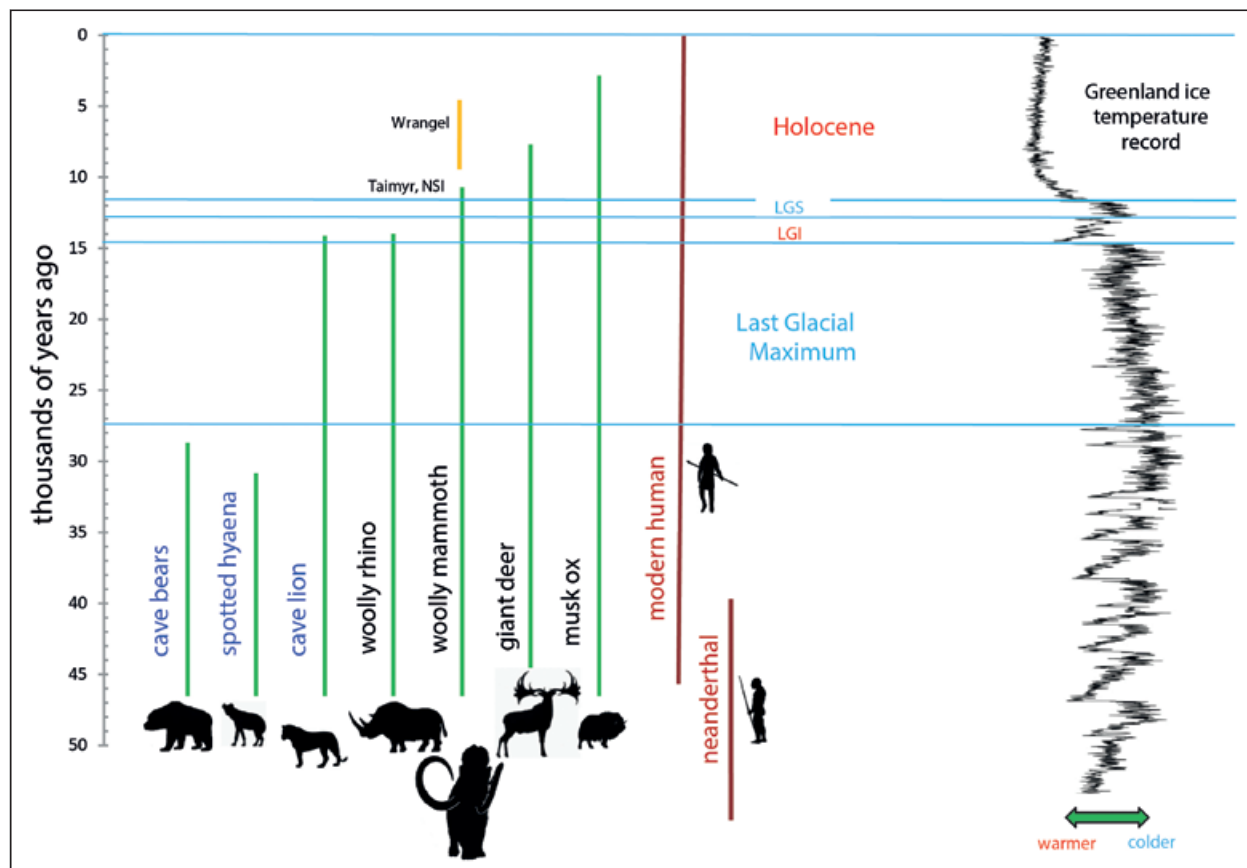 thousands of years ago
0
5
10
15
20
25
30
35
40
45
50
cave bears
spotted hyaena
cave lion
woolly rhino
woolly mammoth
giant deer
musk ox
modern human
neanderthal
Wrangel
Taimyr, NSI
Holocene
LGS
LGI
Last Glacial
Maximum
Greenland ice
temperature
record
warmer
colder